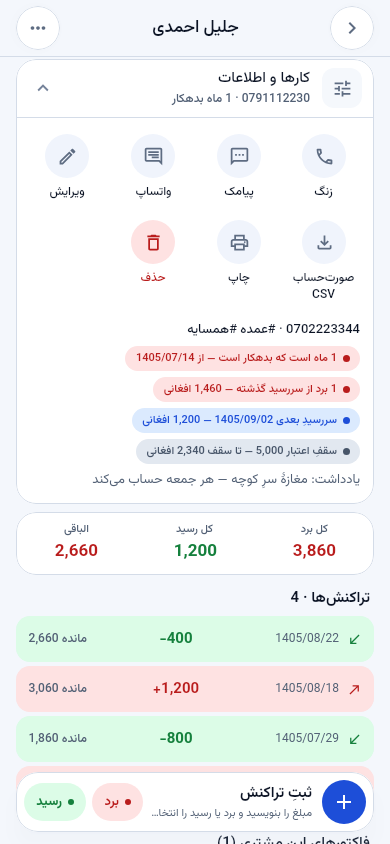 جلیل احمدی
کارها و اطلاعات
0791112230 · 1 ماه بدهکار
زنگ
پیامک
واتساپ
ویرایش
صورت‌حساب CSV
چاپ
حذف
0702223344 · #عمده #همسایه
1 ماه است که بدهکار است — از 1405/07/14
1 برد از سررسید گذشته — 1,460 افغانی
سررسیدِ بعدی 1405/09/02 — 1,200 افغانی
سقفِ اعتبار 5,000 — تا سقف 2,340 افغانی
یادداشت: مغازهٔ سرِ کوچه — هر جمعه حساب می‌کند
کل برد کل رسید الباقی
3,860 1,200 2,660
تراکنش‌ها · 4
1405/08/22 −400 مانده 2,660
1405/08/18 +1,200 مانده 3,060
1405/07/29 −800 مانده 1,860
ثبتِ تراکنش
مبلغ را بنویسید و برد یا رسید را انتخا...
برد
رسید
فاکتورهای این مشتری (1)